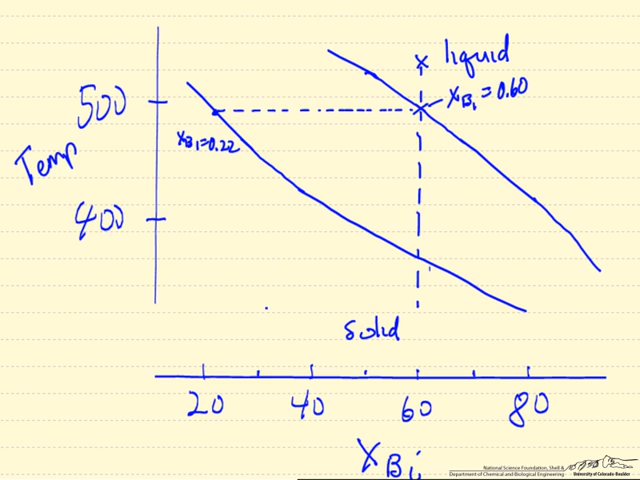 liquid
500
X_Bi = 0.60
X_Bi = 0.22
Temp
400
solid
20 40 60 80
X_Bi
National Science Foundation, Shell &
Department of Chemical and Biological Engineering
University of Colorado Boulder